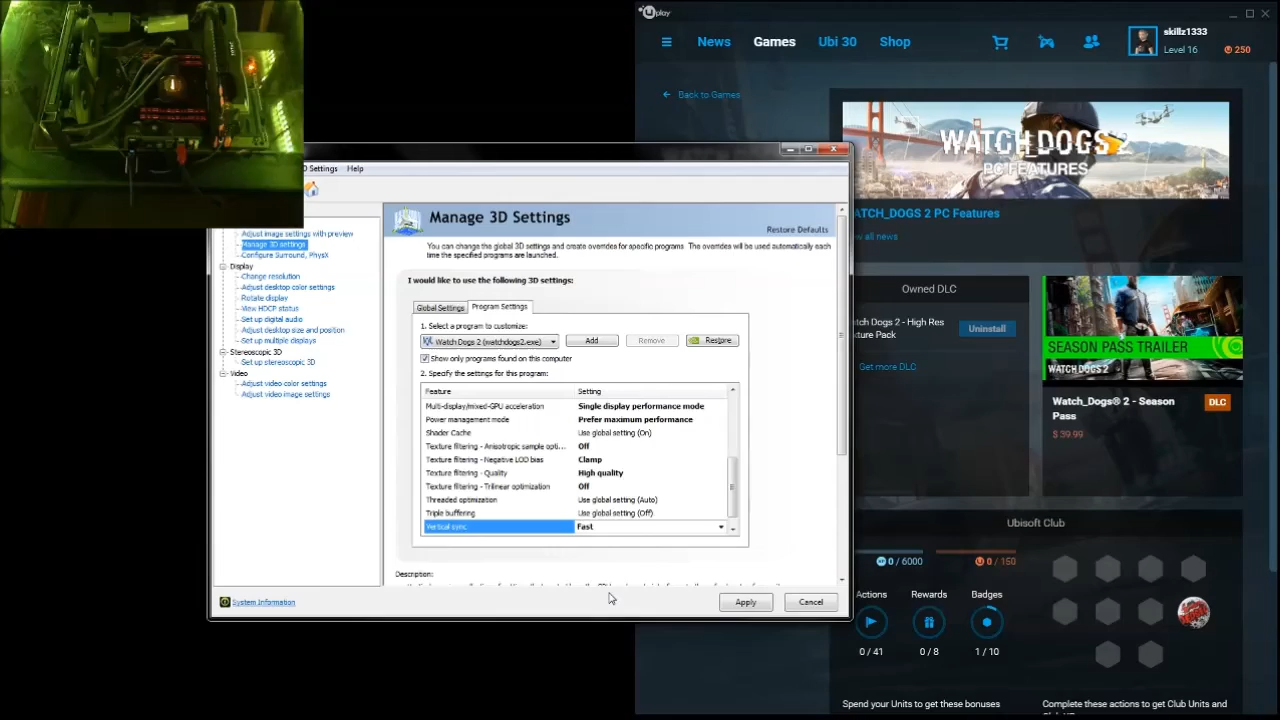 Uplay
News Games Ubi 30 Shop
skillz1333
Level 16
250
Back to Games
WATCH_DOGS 2
PC FEATURES
ATCH_DOGS 2 PC Features
all news
Owned DLC
tch Dogs 2 - High Res
ture Pack
Uninstall
Get more DLC
SEASON PASS TRAILER
WATCH_DOGS 2
Watch_Dogs® 2 - Season
Pass
DLC
$ 39.99
Ubisoft Club
0 / 6000
0 / 150
Actions Rewards Badges
0 / 41 0 / 8 1 / 10
Spend your Units to get these bonuses
Complete these actions to get Club Units and
D Settings Help
Adjust image settings with preview
Manage 3D settings
Configure Surround, PhysX
Display
Change resolution
Adjust desktop color settings
Rotate display
View HDCP status
Set up digital audio
Adjust desktop size and position
Set up multiple displays
Stereoscopic 3D
Set up stereoscopic 3D
Video
Adjust video color settings
Adjust video image settings
System Information
Manage 3D Settings
Restore Defaults
You can change the global 3D settings and create overrides for specific programs. The overrides will be used automatically each
time the specified programs are launched.
I would like to use the following 3D settings:
Global Settings Program Settings
1. Select a program to customize:
Watch Dogs 2 (watchdogs2.exe) Add Remove Restore
Show only programs found on this computer
2. Specify the settings for this program:
Feature Setting
Multi-display/mixed-GPU acceleration Single display performance mode
Power management mode Prefer maximum performance
Shader Cache Use global setting (On)
Texture filtering - Anisotropic sample opti... Off
Texture filtering - Negative LOD bias Clamp
Texture filtering - Quality High quality
Texture filtering - Trilinear optimization Off
Threaded optimization Use global setting (Auto)
Triple buffering Use global setting (Off)
Vertical sync Fast
Description:
Apply Cancel